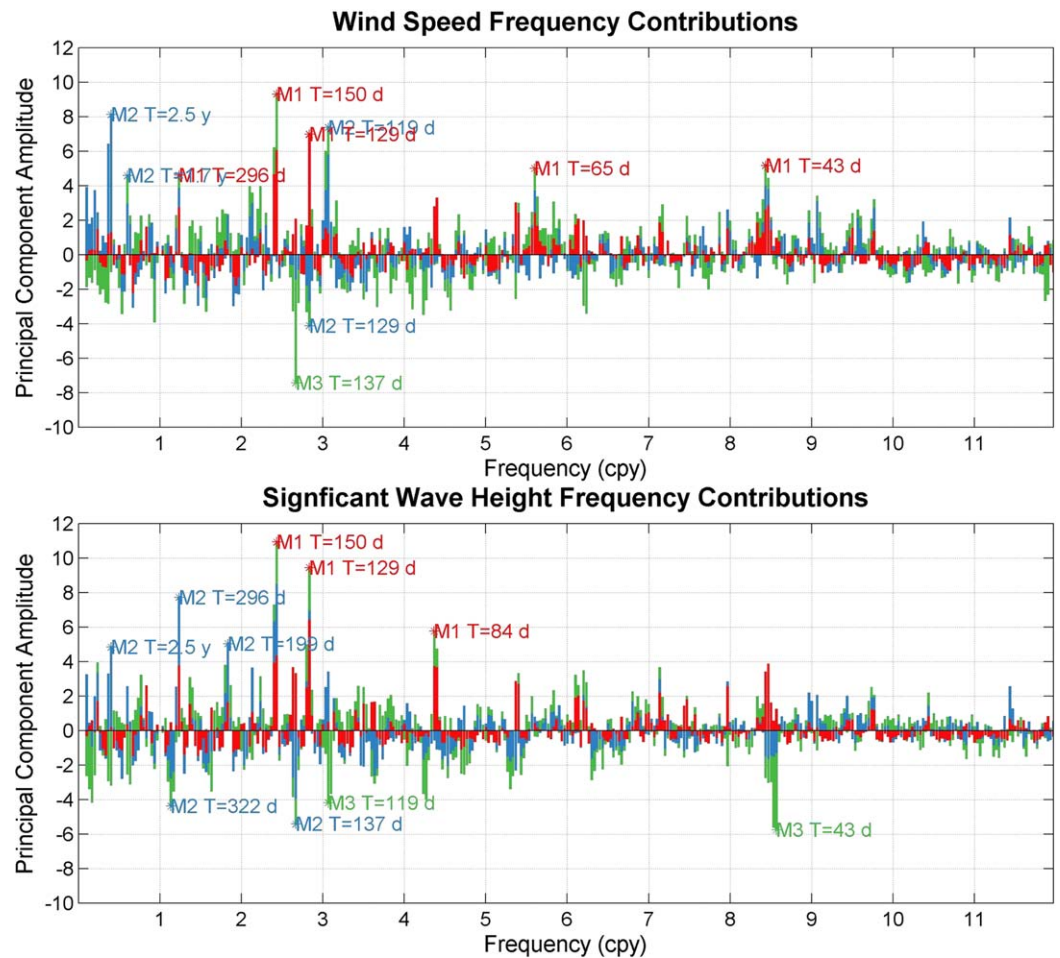 Wind Speed Frequency Contributions
Principal Component Amplitude
12
10
8
6
4
2
0
-2
-4
-6
-8
-10
M1 T=150 d
M2 T=2.5 y
M2 T=119 d
M1 T=129 d
M2 T=1.7 y
M1 T=296 d
M1 T=65 d
M1 T=43 d
M2 T=129 d
M3 T=137 d
1 2 3 4 5 6 7 8 9 10 11
Frequency (cpy)
Signficant Wave Height Frequency Contributions
Principal Component Amplitude
12
10
8
6
4
2
0
-2
-4
-6
-8
-10
M1 T=150 d
M1 T=129 d
M2 T=296 d
M2 T=2.5 y
M2 T=199 d
M1 T=84 d
M2 T=322 d
M3 T=119 d
M2 T=137 d
M3 T=43 d
1 2 3 4 5 6 7 8 9 10 11
Frequency (cpy)